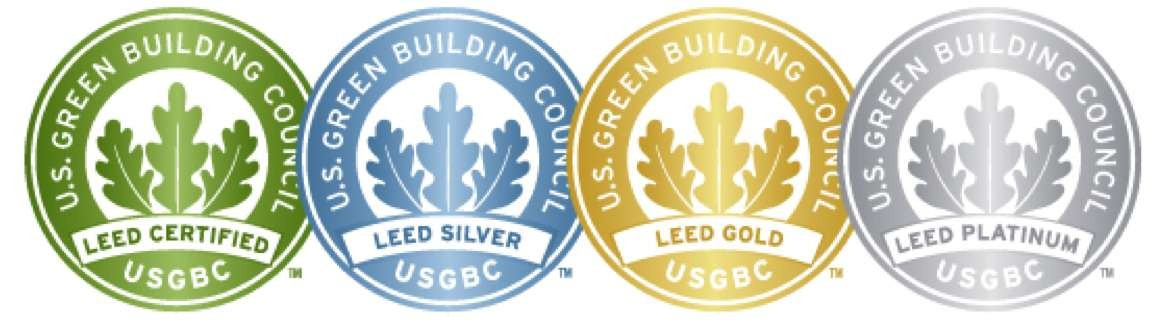 U.S. GREEN BUILDING COUNCIL
LEED CERTIFIED
USGBC
TM
U.S. GREEN BUILDING COUNCIL
LEED SILVER
USGBC
TM
U.S. GREEN BUILDING COUNCIL
LEED GOLD
USGBC
TM
U.S. GREEN BUILDING COUNCIL
LEED PLATINUM
USGBC
TM